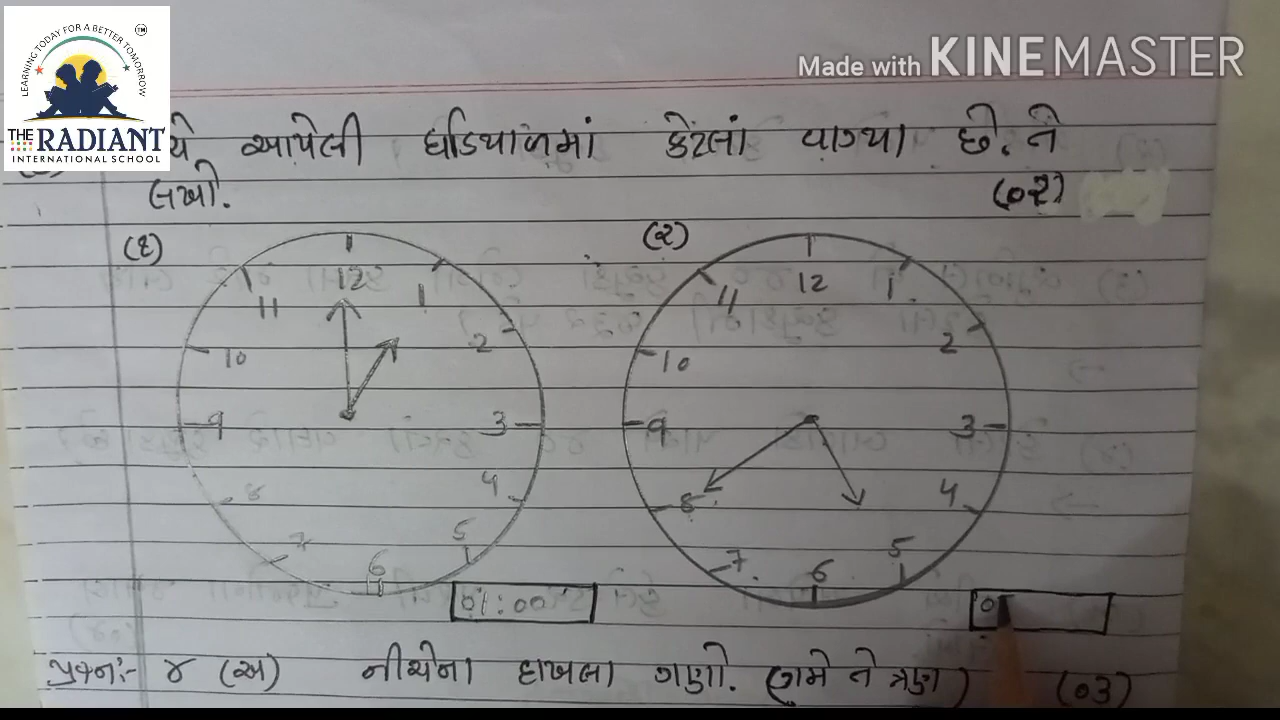 LEARNING TODAY FOR A BETTER TOMORROW
TM
THE RADIANT
INTERNATIONAL SCHOOL
Made with KINEMASTER
ચે આપેલી ઘડિયાળમાં કેટલાં વાગ્યા છે. તે
લખો. (૦૨)
(૧) (૨)
12 1 2 3 4 5 6 7 8 9 10 11
12 1 2 3 4 5 6 7 8 9 10 11
01:00
0
પ્રશ્નઃ- ૪ (અ) નીચેના દાખલા ગણો. (ગમે તે ત્રણ) (૦૩)